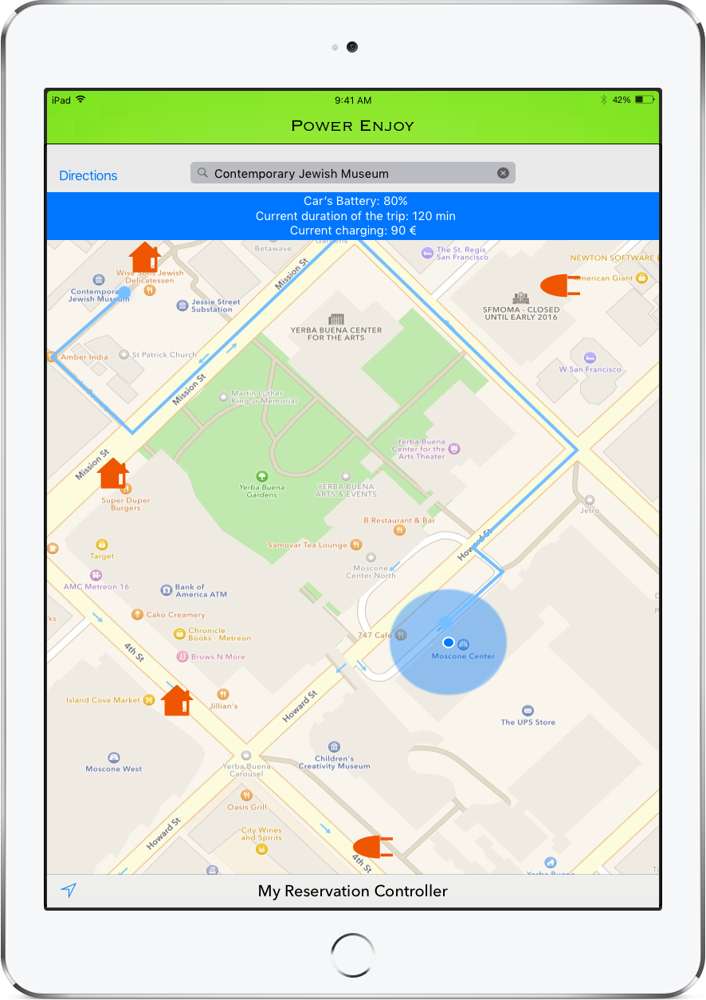 iPad
9:41 AM
42%
POWER ENJOY
Directions
Contemporary Jewish Museum
Car's Battery: 80%
Current duration of the trip: 120 min
Current charging: 90 €
Gardens
Betawave
The St. Regis
San Francisco
NEWTON SOFTWARE
Mission St
Wise Sons Jewish
Delicatessen
American Giant
Contemporary
Jewish Museum
Jessie Street
Substation
SFMOMA - CLOSED
UNTIL EARLY 2016
YERBA BUENA CENTER
FOR THE ARTS
Amber India
St Patrick Church
W San Francisco
Mission St
Martin Luther
King Jr Memorial
Yerba Buena
Center for the
Arts Theater
Mission St
Yerba Buena
Gardens
YERBA BUENA
ARTS & EVENTS
Super Duper
Burgers
Jetro
B Restaurant & Bar
Samovar Tea Lounge
Howard St
Target
Moscone
Center North
AMC Metreon 16
Bank of
America ATM
cks
Cako Creamery
Chronicle
Books - Metreon
747 Cafe
4th St
Brows N More
Moscone Center
Island Cove Market
Jillian's
Howard St
The UPS Store
Moscone West
Yerba Buena
Carousel
Children's
Creativity Museum
Oasis Grill
Howard St
City Wines
and Spirits
4th St
Yerba Buena
My Reservation Controller